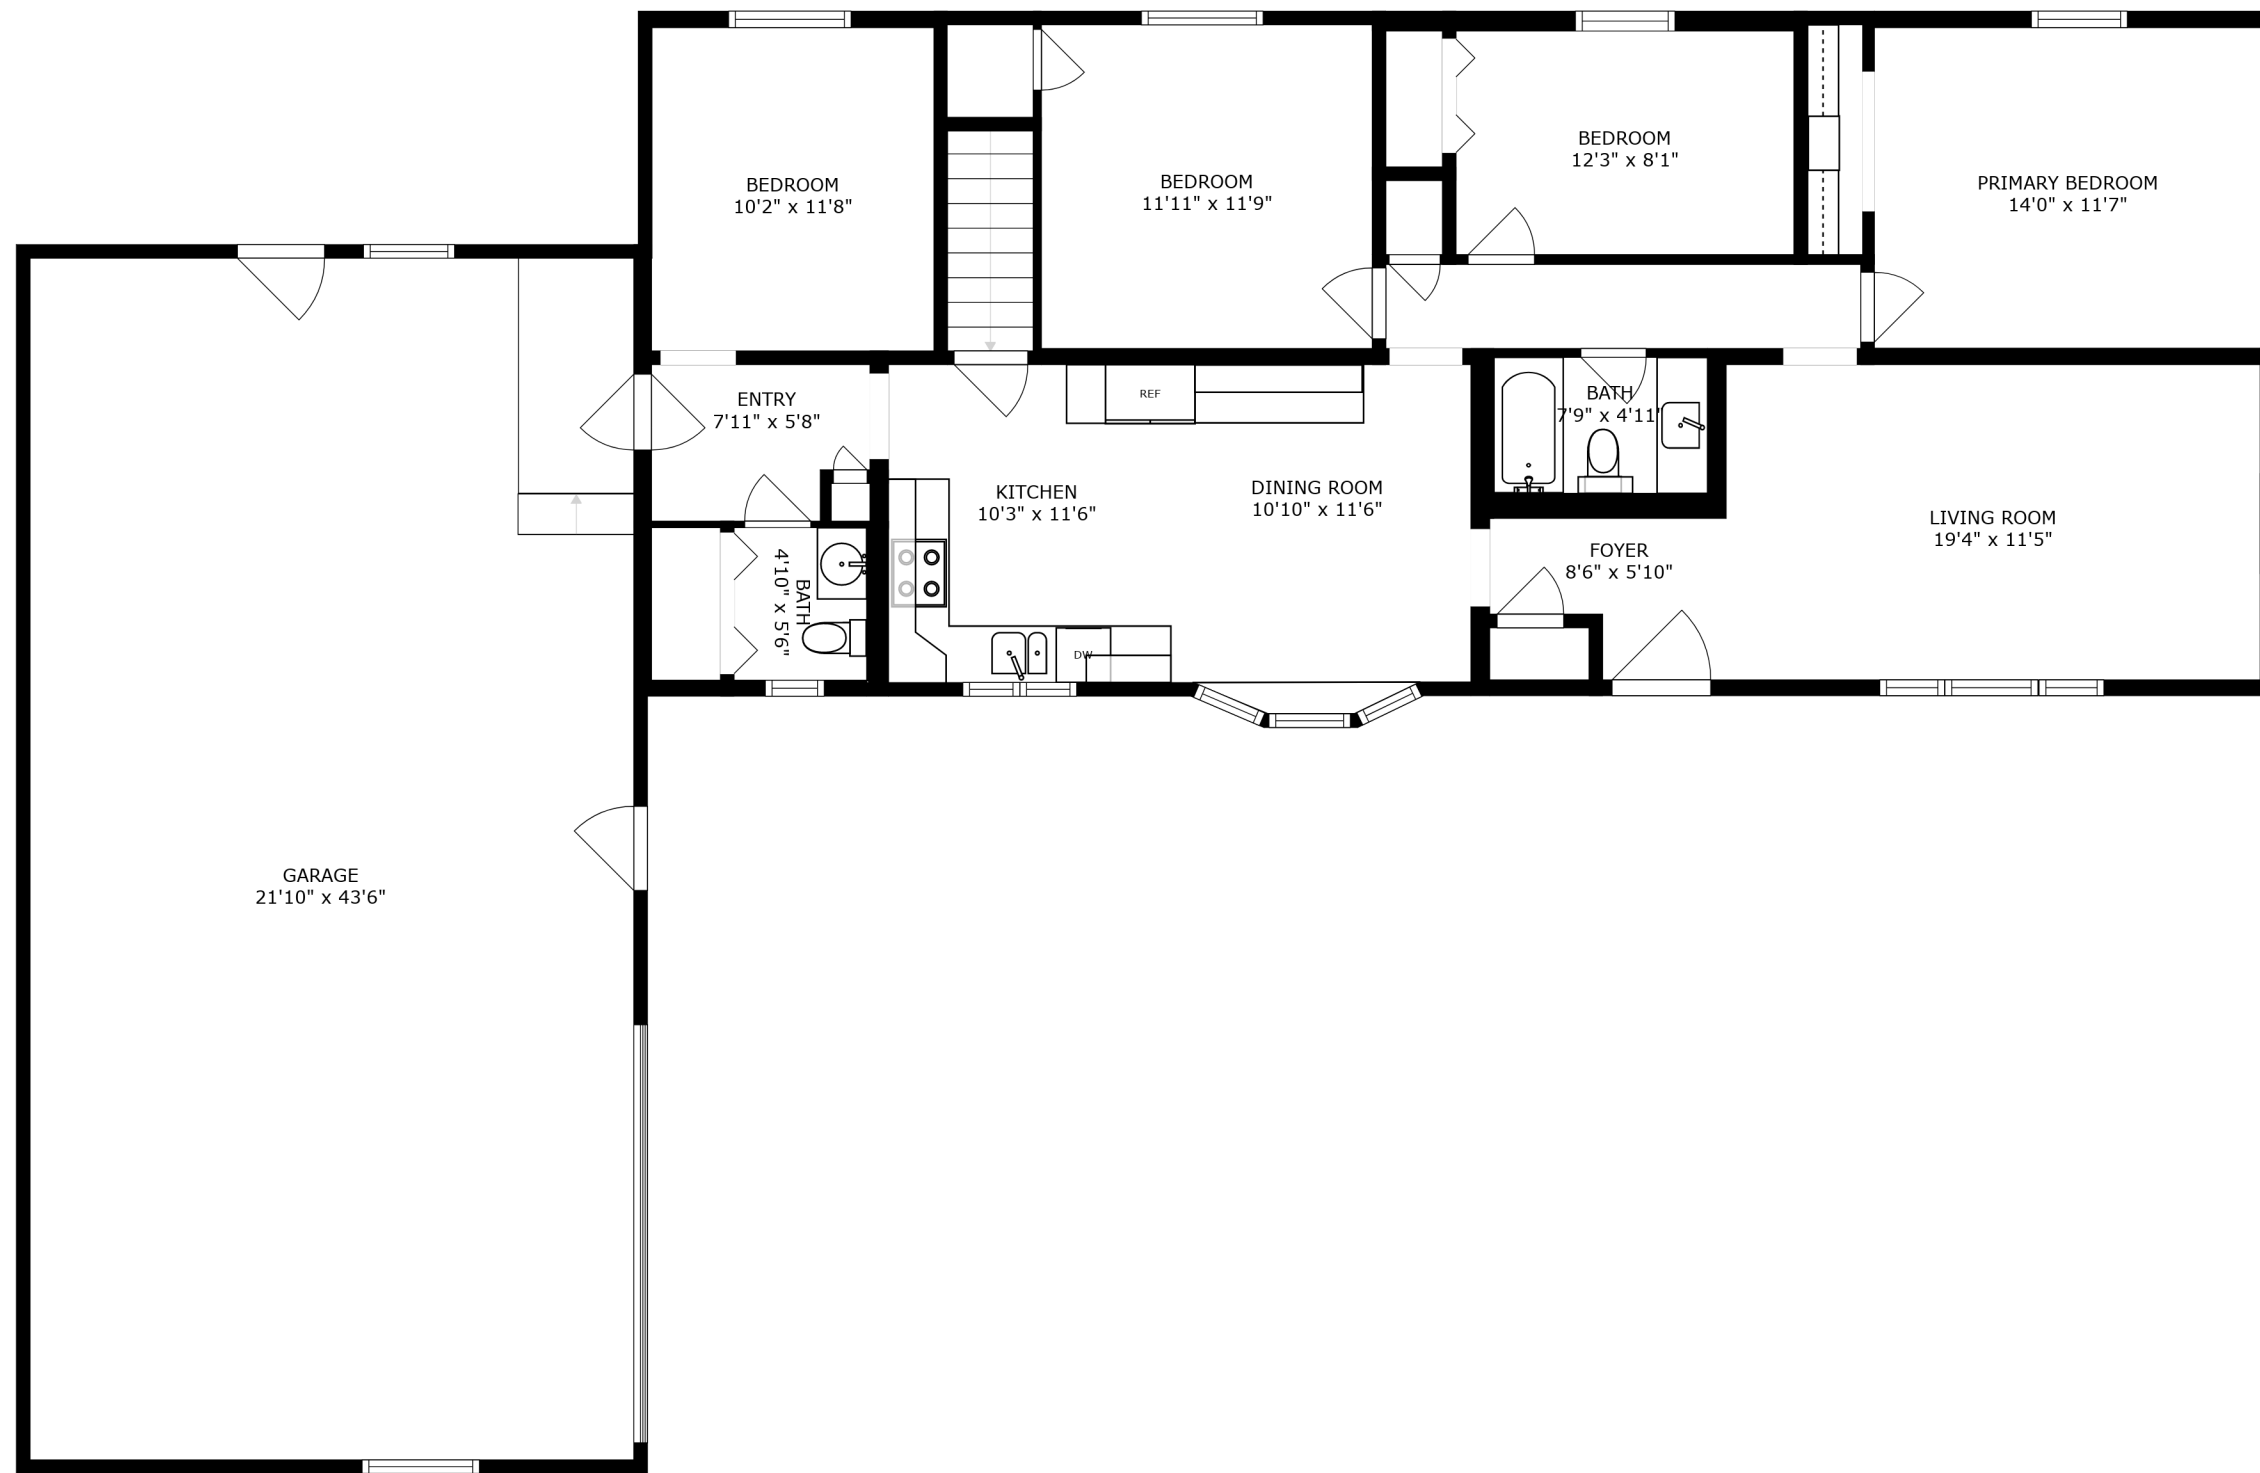 BEDROOM
10'2" x 11'8"
BEDROOM
11'11" x 11'9"
BEDROOM
12'3" x 8'1"
PRIMARY BEDROOM
14'0" x 11'7"
ENTRY
7'11" x 5'8"
REF
BATH
7'9" x 4'11"
KITCHEN
10'3" x 11'6"
DINING ROOM
10'10" x 11'6"
LIVING ROOM
19'4" x 11'5"
FOYER
8'6" x 5'10"
BATH
4'10" x 5'6"
DW
GARAGE
21'10" x 43'6"